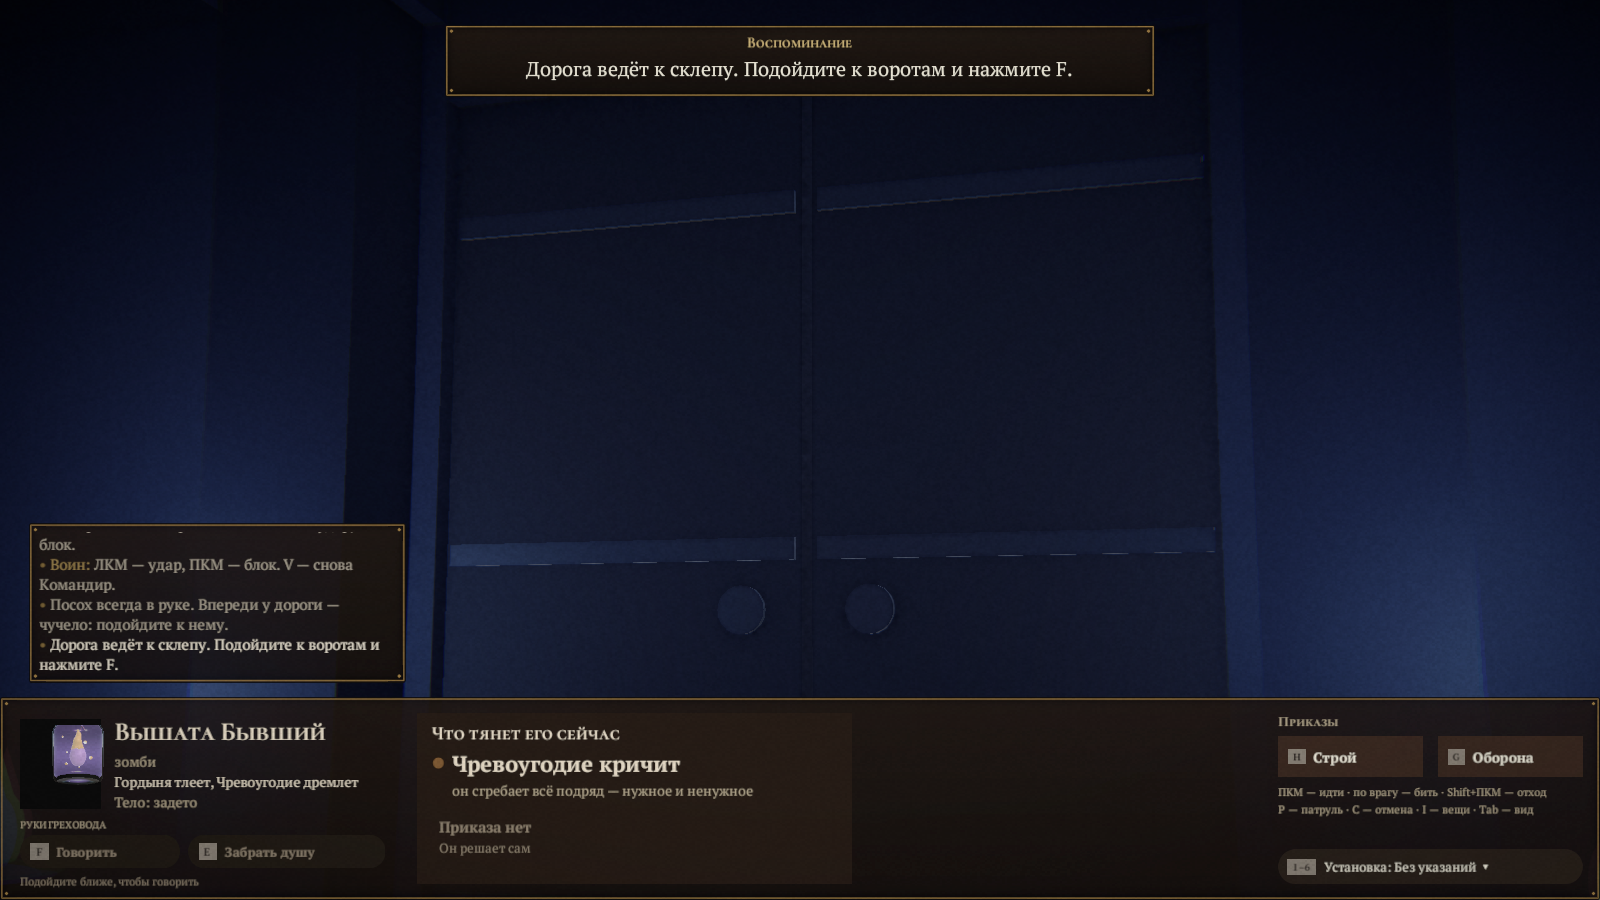 Воспоминание
Дорога ведёт к склепу. Подойдите к воротам и нажмите F.
блок.
• Воин: ЛКМ — удар, ПКМ — блок. V — снова
Командир.
• Посох всегда в руке. Впереди у дороги —
чучело: подойдите к нему.
• Дорога ведёт к склепу. Подойдите к воротам и
нажмите F.
Вышата Бывший
зомби
Гордыня тлеет, Чревоугодие дремлет
Тело: задето
РУКИ ГРЕХОВОДА
F Говорить
E Забрать душу
Подойдите ближе, чтобы говорить
Что тянет его сейчас
Чревоугодие кричит
он сгребает всё подряд — нужное и ненужное
Приказа нет
Он решает сам
Приказы
H Строй
G Оборона
ПКМ — идти · по врагу — бить · Shift+ПКМ — отход
P — патруль · C — отмена · I — вещи · Tab — вид
1–6 Установка: Без указаний ▾